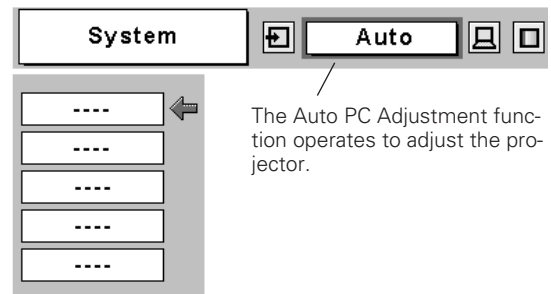 System
Auto
The Auto PC Adjustment func-
tion operates to adjust the pro-
jector.
----
----
----
----
----